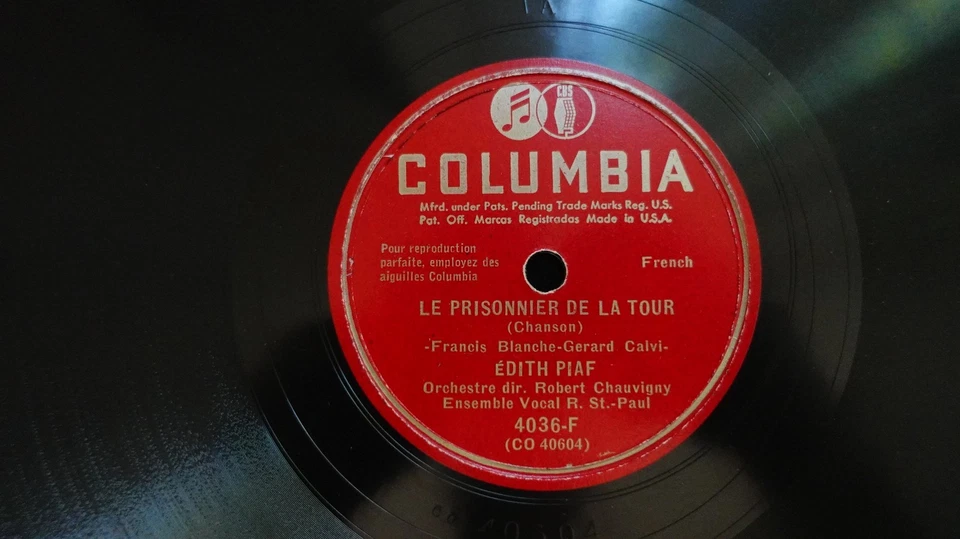 CBS
COLUMBIA
Mfrd. under Pats. Pending Trade Marks Reg. U.S.
Pat. Off. Marcas Registradas Made in U.S.A.
Pour reproduction
parfaite, employez des
aiguilles Columbia
French
LE PRISONNIER DE LA TOUR
(Chanson)
-Francis Blanche-Gerard Calvi-
ÉDITH PIAF
Orchestre dir. Robert Chauvigny
Ensemble Vocal R. St.-Paul
4036-F
(CO 40604)